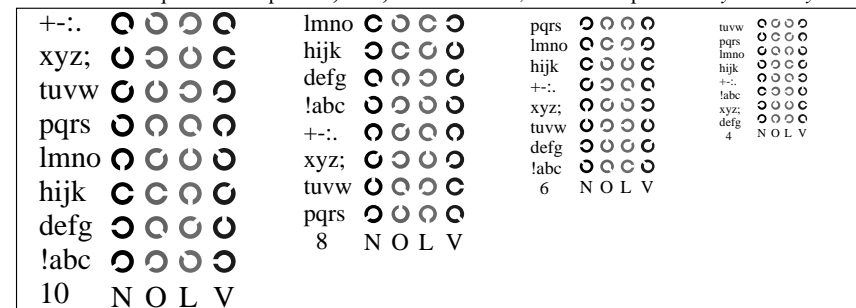 +-:.
xyz;
tuvw
pqrs
lmno
hijk
defg
!abc
10 N O L V
lmno
hijk
defg
!abc
+-:.
xyz;
tuvw
pqrs
8 N O L V
pqrs
lmno
hijk
+-:.
xyz;
tuvw
defg
!abc
6 N O L V
tuvw
pqrs
lmno
hijk
+-:.
!abc
xyz;
defg
4 N O L V